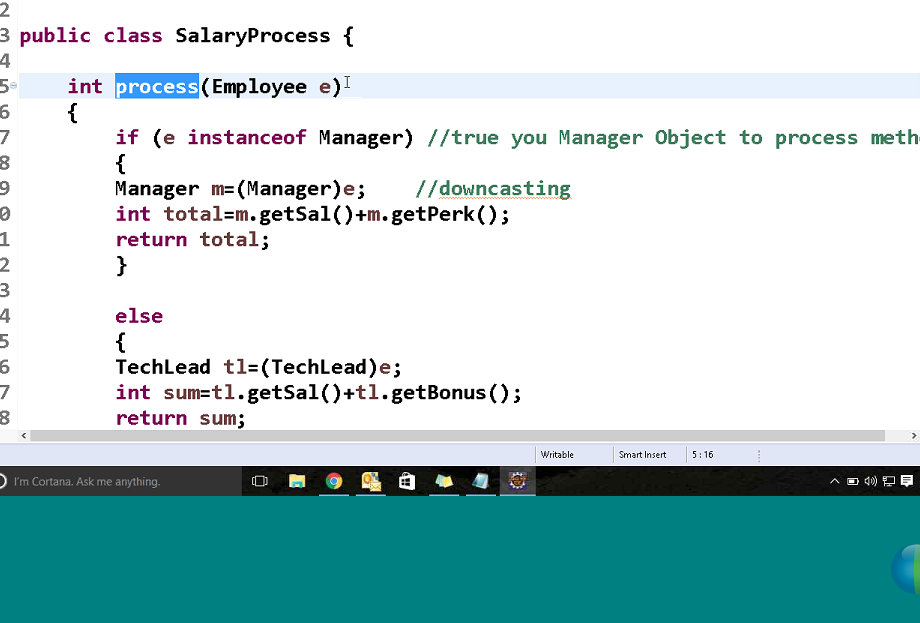 2
3 public class SalaryProcess {
4
5 int process(Employee e)
6 {
7 if (e instanceof Manager) //true you Manager Object to process meth
8 {
9 Manager m=(Manager)e; //downcasting
0 int total=m.getSal()+m.getPerk();
1 return total;
2 }
3
4 else
5 {
6 TechLead tl=(TechLead)e;
7 int sum=tl.getSal()+tl.getBonus();
8 return sum;
Writable Smart Insert 5 : 16
I'm Cortana. Ask me anything.